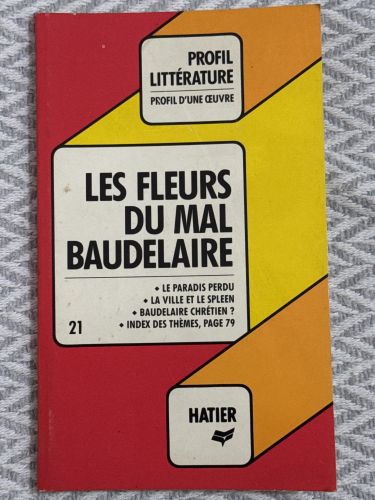 PROFIL
LITTÉRATURE
PROFIL D'UNE ŒUVRE
LES FLEURS
DU MAL
BAUDELAIRE
• LE PARADIS PERDU
• LA VILLE ET LE SPLEEN
• BAUDELAIRE CHRÉTIEN ?
21
• INDEX DES THÈMES, PAGE 79
HATIER